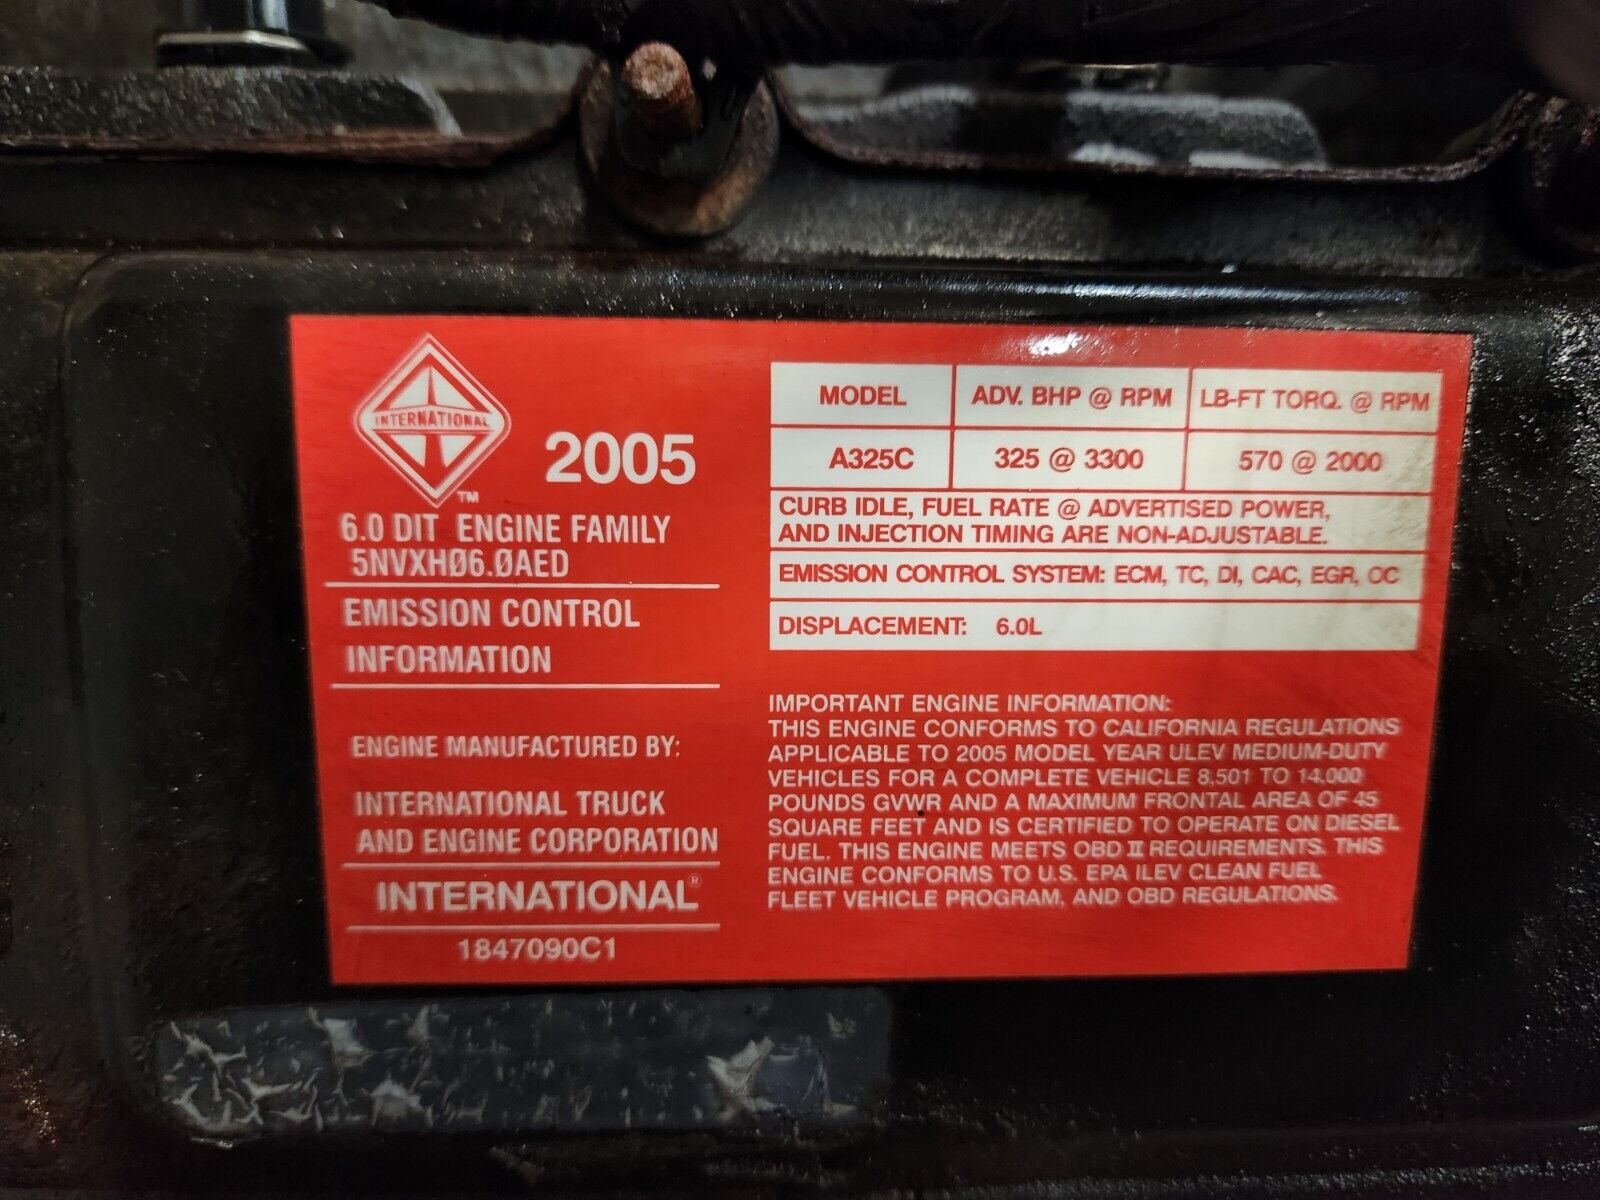 INTERNATIONAL
TM
2005
6.0 DIT ENGINE FAMILY
5NVXHØ6.ØAED
EMISSION CONTROL
INFORMATION
ENGINE MANUFACTURED BY:
INTERNATIONAL TRUCK
AND ENGINE CORPORATION
INTERNATIONAL®
1847090C1
MODEL ADV. BHP @ RPM LB-FT TORQ. @ RPM
A325C 325 @ 3300 570 @ 2000
CURB IDLE, FUEL RATE @ ADVERTISED POWER,
AND INJECTION TIMING ARE NON-ADJUSTABLE.
EMISSION CONTROL SYSTEM: ECM, TC, DI, CAC, EGR, OC
DISPLACEMENT: 6.0L
IMPORTANT ENGINE INFORMATION:
THIS ENGINE CONFORMS TO CALIFORNIA REGULATIONS
APPLICABLE TO 2005 MODEL YEAR ULEV MEDIUM-DUTY
VEHICLES FOR A COMPLETE VEHICLE 8,501 TO 14,000
POUNDS GVWR AND A MAXIMUM FRONTAL AREA OF 45
SQUARE FEET AND IS CERTIFIED TO OPERATE ON DIESEL
FUEL. THIS ENGINE MEETS OBD II REQUIREMENTS. THIS
ENGINE CONFORMS TO U.S. EPA ILEV CLEAN FUEL
FLEET VEHICLE PROGRAM, AND OBD REGULATIONS.